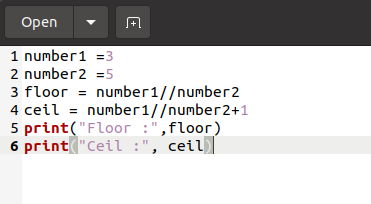 Open
1 number1 =3
2 number2 =5
3 floor = number1//number2
4 ceil = number1//number2+1
5 print("Floor :",floor)
6 print("Ceil :", ceil)